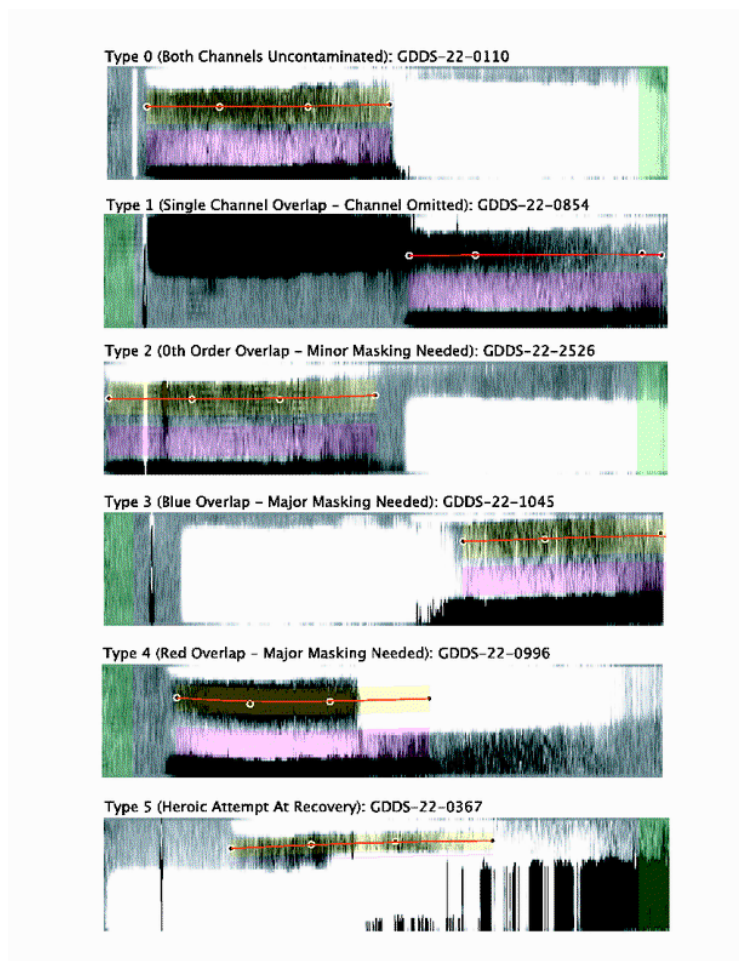 Type 0 (Both Channels Uncontaminated): GDDS-22-0110
Type 1 (Single Channel Overlap - Channel Omitted): GDDS-22-0854
Type 2 (0th Order Overlap - Minor Masking Needed): GDDS-22-2526
Type 3 (Blue Overlap - Major Masking Needed): GDDS-22-1045
Type 4 (Red Overlap - Major Masking Needed): GDDS-22-0996
Type 5 (Heroic Attempt At Recovery): GDDS-22-0367